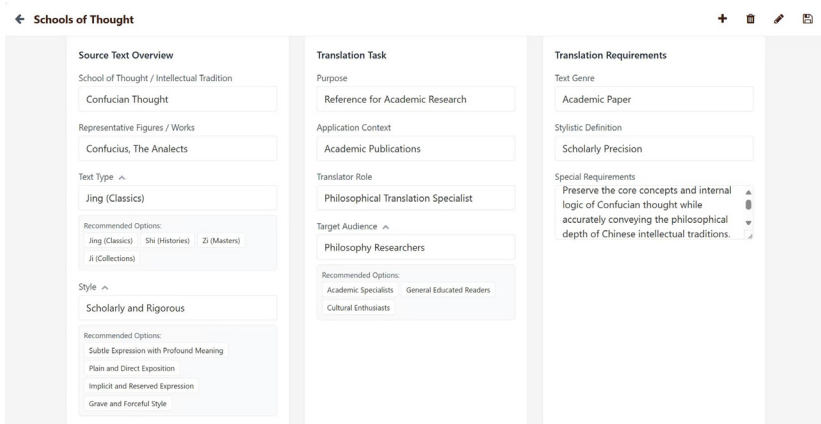 Schools of Thought
Source Text Overview
School of Thought / Intellectual Tradition
Confucian Thought
Representative Figures / Works
Confucius, The Analects
Text Type
Jing (Classics)
Recommended Options:
Jing (Classics) Shi (Histories) Zi (Masters)
Ji (Collections)
Style
Scholarly and Rigorous
Recommended Options:
Subtle Expression with Profound Meaning
Plain and Direct Exposition
Implicit and Reserved Expression
Grave and Forceful Style
Translation Task
Purpose
Reference for Academic Research
Application Context
Academic Publications
Translator Role
Philosophical Translation Specialist
Target Audience
Philosophy Researchers
Recommended Options:
Academic Specialists General Educated Readers
Cultural Enthusiasts
Translation Requirements
Text Genre
Academic Paper
Stylistic Definition
Scholarly Precision
Special Requirements
Preserve the core concepts and internal
logic of Confucian thought while
accurately conveying the philosophical
depth of Chinese intellectual traditions.